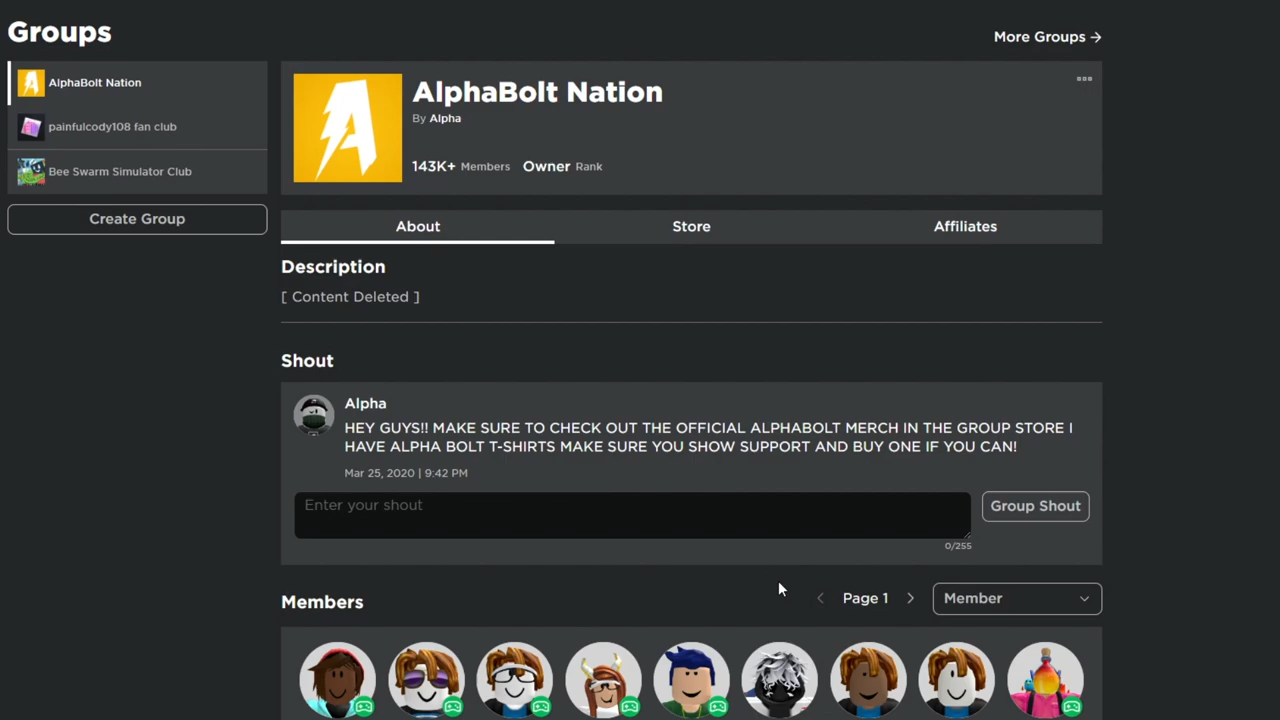 Groups
More Groups →
AlphaBolt Nation
painfulcody108 fan club
Bee Swarm Simulator Club
Create Group
A
AlphaBolt Nation
By Alpha
143K+ Members Owner Rank
About Store Affiliates
Description
[ Content Deleted ]
Shout
Alpha
HEY GUYS!! MAKE SURE TO CHECK OUT THE OFFICIAL ALPHABOLT MERCH IN THE GROUP STORE I
HAVE ALPHA BOLT T-SHIRTS MAKE SURE YOU SHOW SUPPORT AND BUY ONE IF YOU CAN!
Mar 25, 2020 | 9:42 PM
Enter your shout
Group Shout
0/255
Members
Page 1
Member